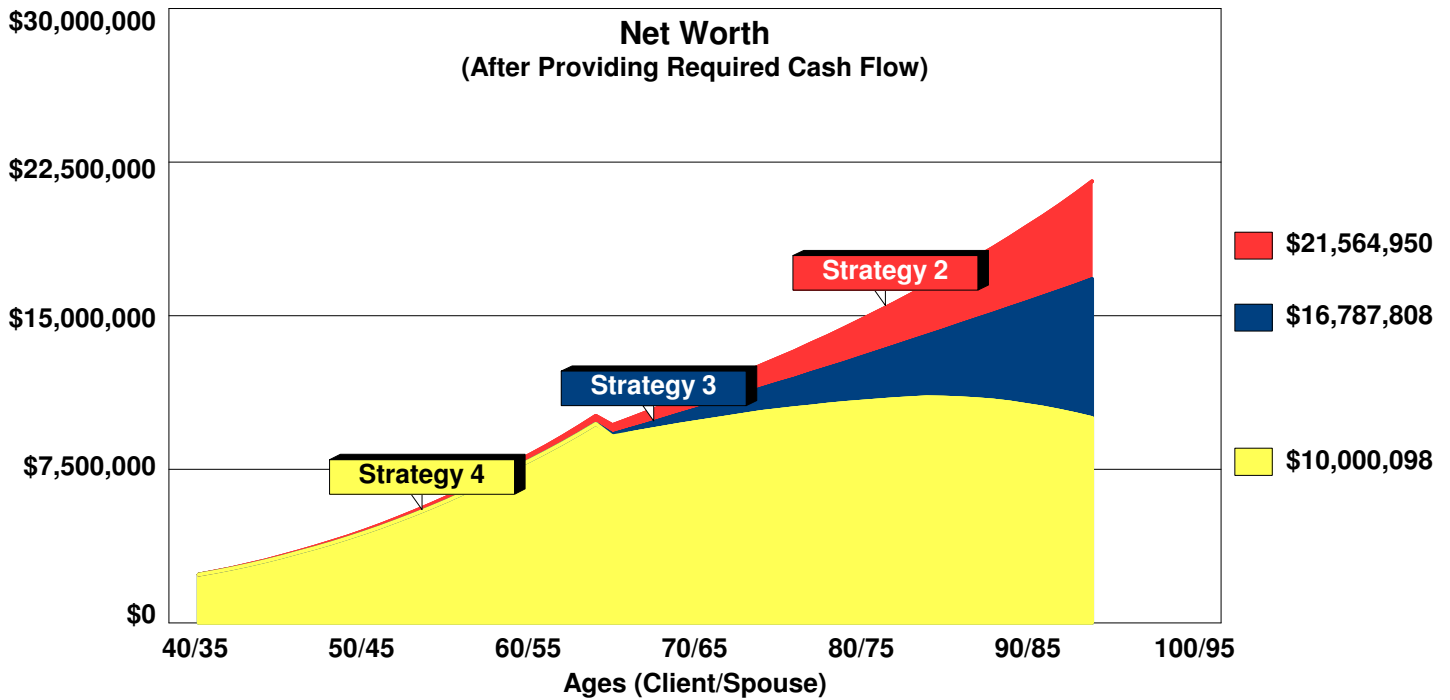 Net Worth
(After Providing Required Cash Flow)
$30,000,000
$22,500,000
$15,000,000
$7,500,000
$0
Strategy 2
Strategy 3
Strategy 4
$21,564,950
$16,787,808
$10,000,098
40/35 50/45 60/55 70/65 80/75 90/85 100/95
Ages (Client/Spouse)